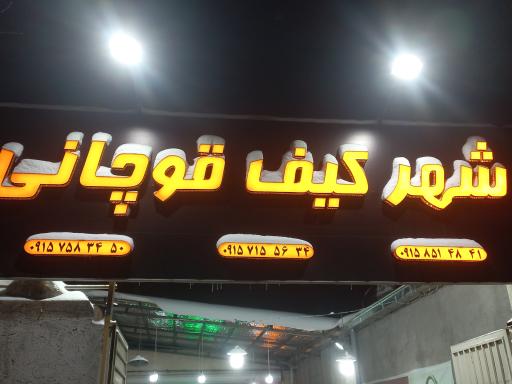 شهر کیف قوچانی
۰۹۱۵ ۸۵۱ ۴۸ ۴۱
۰۹۱۵ ۷۱۵ ۵۶ ۳۴
۰۹۱۵ ۷۵۸ ۳۴ ۵۰